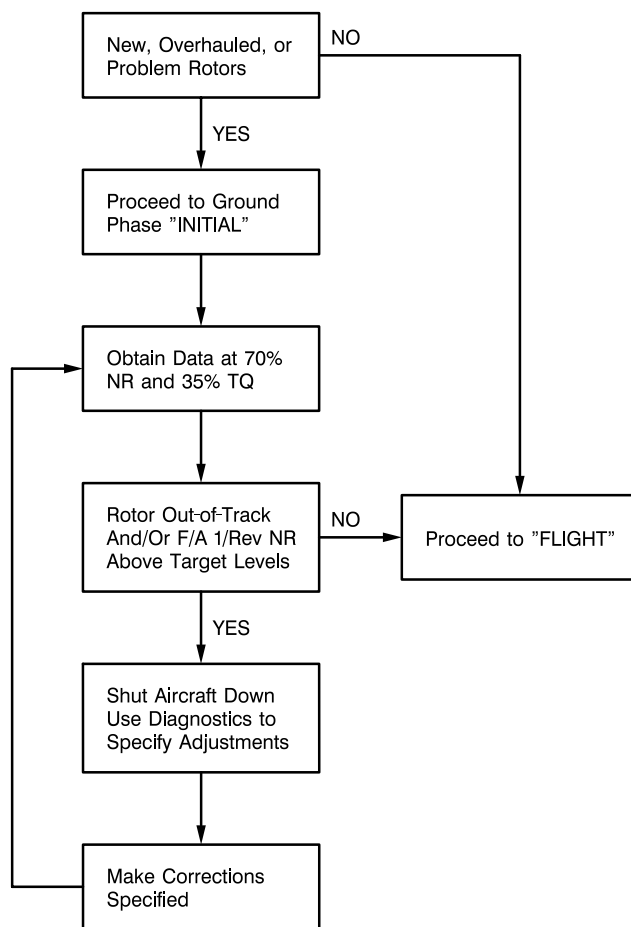 New, Overhauled, or
Problem Rotors
NO
YES
Proceed to Ground
Phase "INITIAL"
Obtain Data at 70%
NR and 35% TQ
Rotor Out-of-Track
And/Or F/A 1/Rev NR
Above Target Levels
NO
Proceed to "FLIGHT"
YES
Shut Aircraft Down
Use Diagnostics to
Specify Adjustments
Make Corrections
Specified